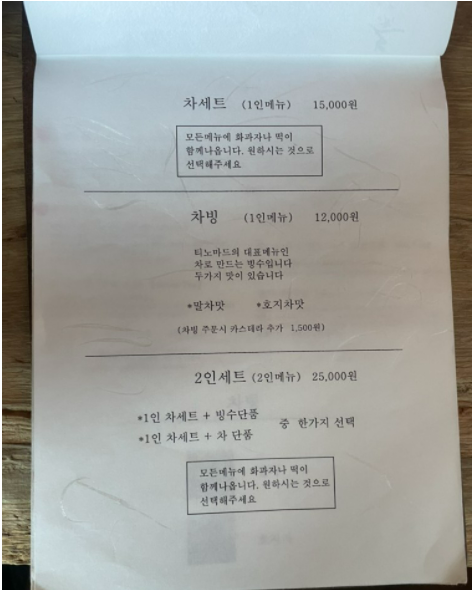 차세트 (1인메뉴) 15,000원
모든메뉴에 화과자나 떡이
함께나옵니다. 원하시는 것으로
선택해주세요
차빙 (1인메뉴) 12,000원
티노마드의 대표메뉴인
차로 만드는 빙수입니다
두가지 맛이 있습니다
*말차맛 *호지차맛
(차빙 주문시 카스테라 추가 1,500원)
2인세트 (2인메뉴) 25,000원
*1인 차세트 + 빙수단품
중 한가지 선택
*1인 차세트 + 차 단품
모든메뉴에 화과자나 떡이
함께나옵니다. 원하시는 것으로
선택해주세요